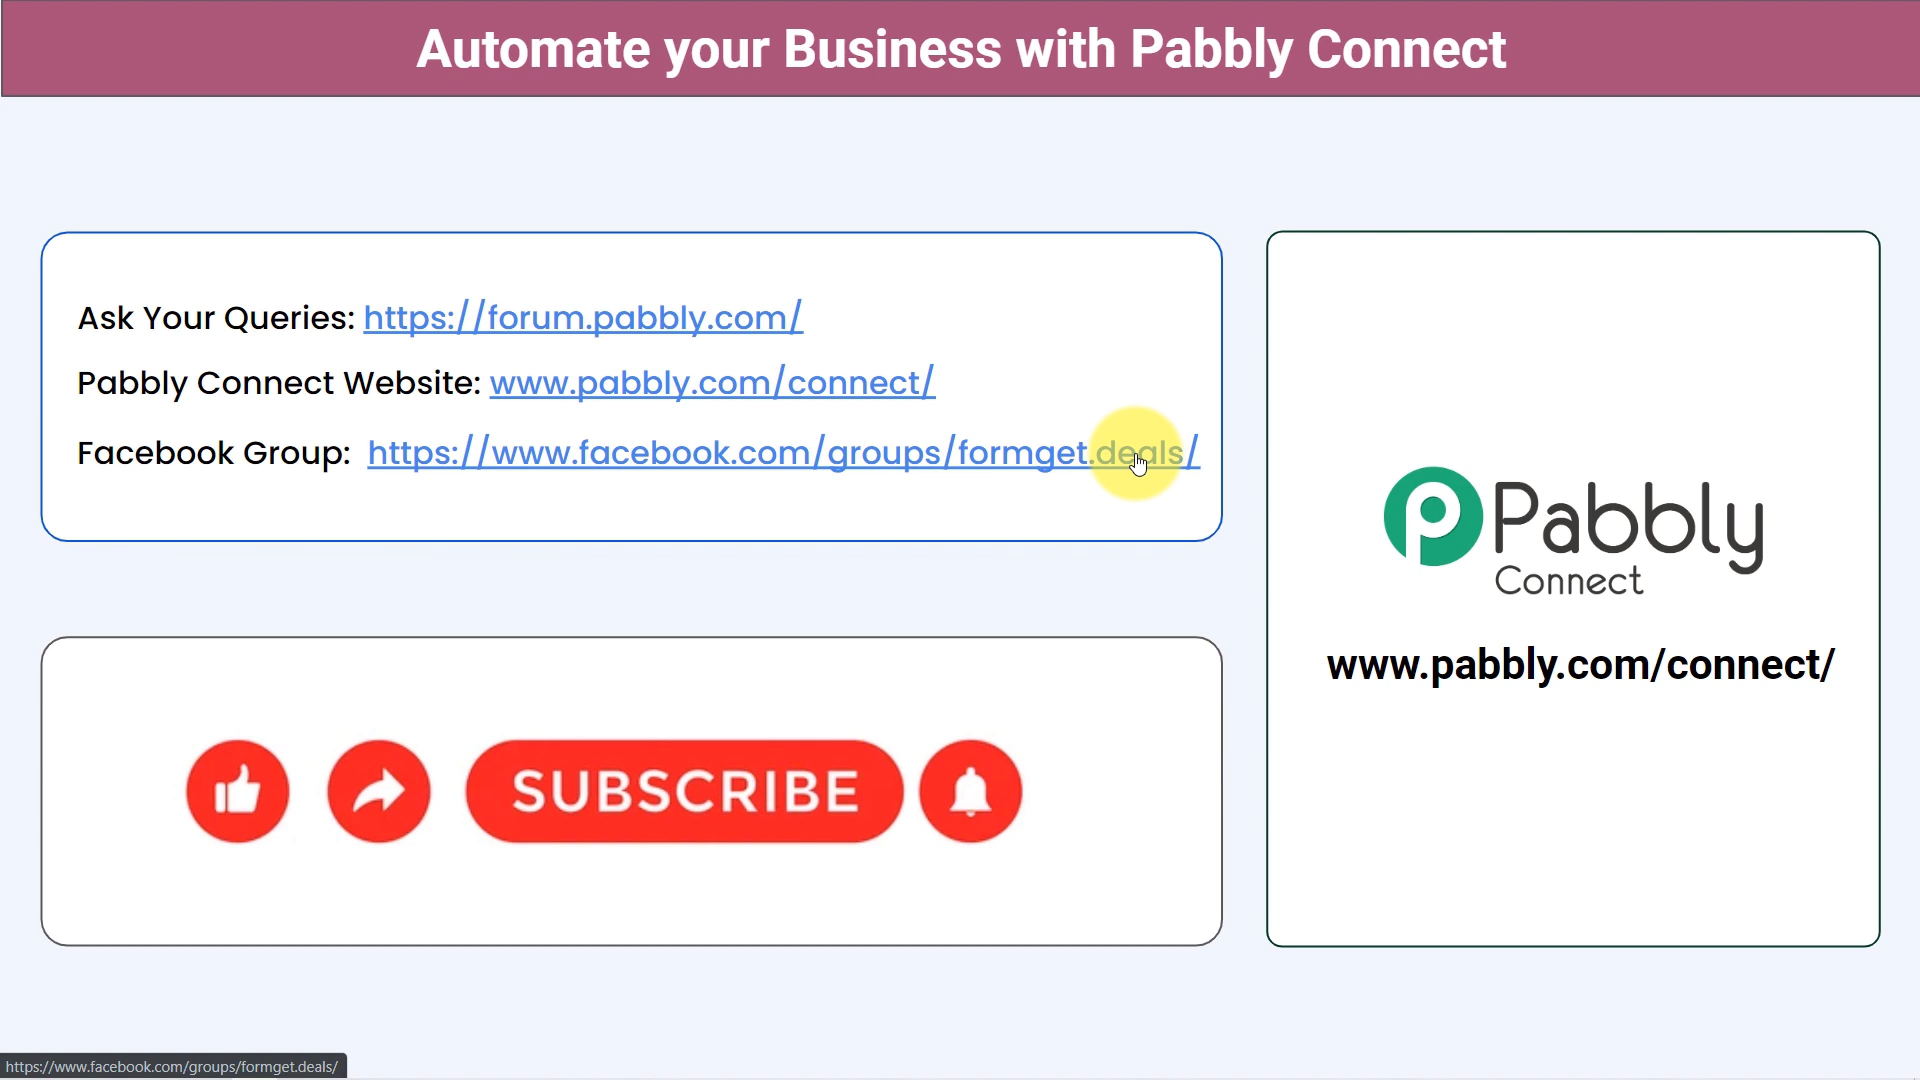 Automate your Business with Pabbly Connect
Ask Your Queries: https://forum.pabbly.com/
Pabbly Connect Website: www.pabbly.com/connect/
Facebook Group: https://www.facebook.com/groups/formget.deals/
Pabbly
Connect
www.pabbly.com/connect/
SUBSCRIBE
https://www.facebook.com/groups/formget.deals/